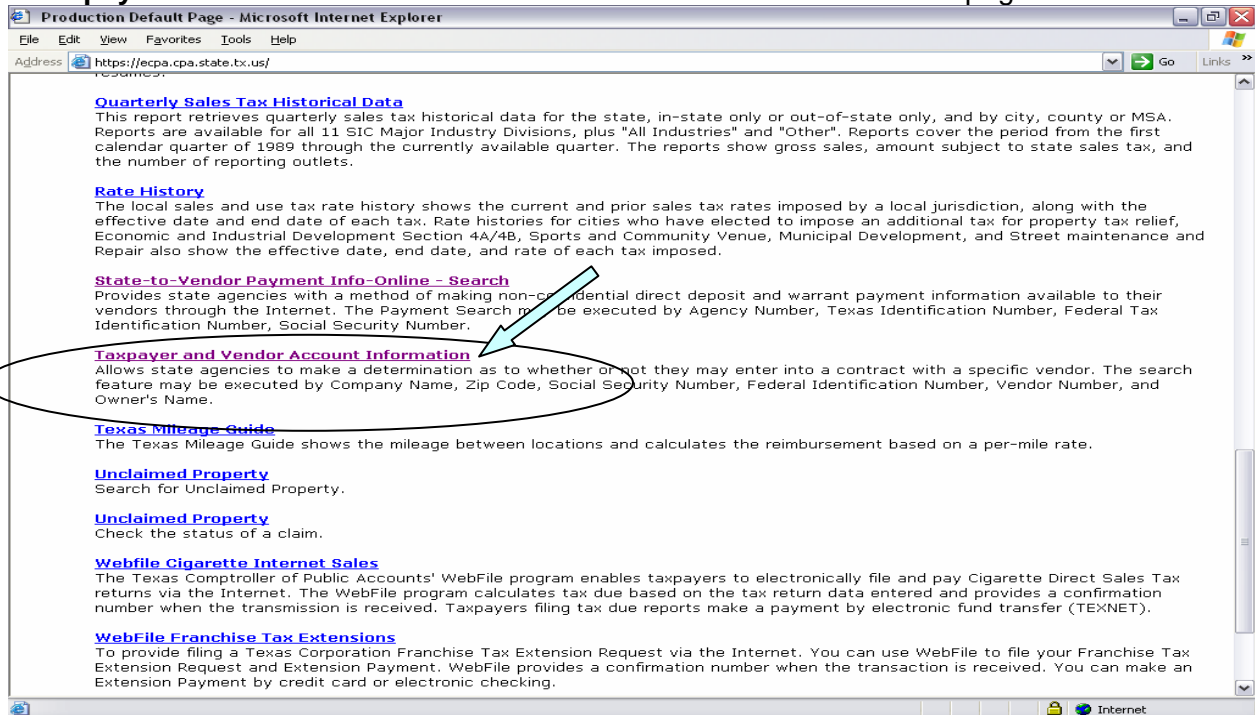 Production Default Page - Microsoft Internet Explorer
File Edit View Favorites Tools Help
Address https://ecpa.cpa.state.tx.us/ Go Links »
resumes.
Quarterly Sales Tax Historical Data
This report retrieves quarterly sales tax historical data for the state, in-state only or out-of-state only, and by city, county or MSA.
Reports are available for all 11 SIC Major Industry Divisions, plus "All Industries" and "Other". Reports cover the period from the first
calendar quarter of 1989 through the currently available quarter. The reports show gross sales, amount subject to state sales tax, and
the number of reporting outlets.
Rate History
The local sales and use tax rate history shows the current and prior sales tax rates imposed by a local jurisdiction, along with the
effective date and end date of each tax. Rate histories for cities who have elected to impose an additional tax for property tax relief,
Economic and Industrial Development Section 4A/4B, Sports and Community Venue, Municipal Development, and Street maintenance and
Repair also show the effective date, end date, and rate of each tax imposed.
State-to-Vendor Payment Info-Online - Search
Provides state agencies with a method of making non-confidential direct deposit and warrant payment information available to their
vendors through the Internet. The Payment Search may be executed by Agency Number, Texas Identification Number, Federal Tax
Identification Number, Social Security Number.
Taxpayer and Vendor Account Information
Allows state agencies to make a determination as to whether or not they may enter into a contract with a specific vendor. The search
feature may be executed by Company Name, Zip Code, Social Security Number, Federal Identification Number, Vendor Number, and
Owner's Name.
Texas Mileage Guide
The Texas Mileage Guide shows the mileage between locations and calculates the reimbursement based on a per-mile rate.
Unclaimed Property
Search for Unclaimed Property.
Unclaimed Property
Check the status of a claim.
Webfile Cigarette Internet Sales
The Texas Comptroller of Public Accounts' WebFile program enables taxpayers to electronically file and pay Cigarette Direct Sales Tax
returns via the Internet. The WebFile program calculates tax due based on the tax return data entered and provides a confirmation
number when the transmission is received. Taxpayers filing tax due reports make a payment by electronic fund transfer (TEXNET).
WebFile Franchise Tax Extensions
To provide filing a Texas Corporation Franchise Tax Extension Request via the Internet. You can use WebFile to file your Franchise Tax
Extension Request and Extension Payment. WebFile provides a confirmation number when the transaction is received. You can make an
Extension Payment by credit card or electronic checking.
Internet